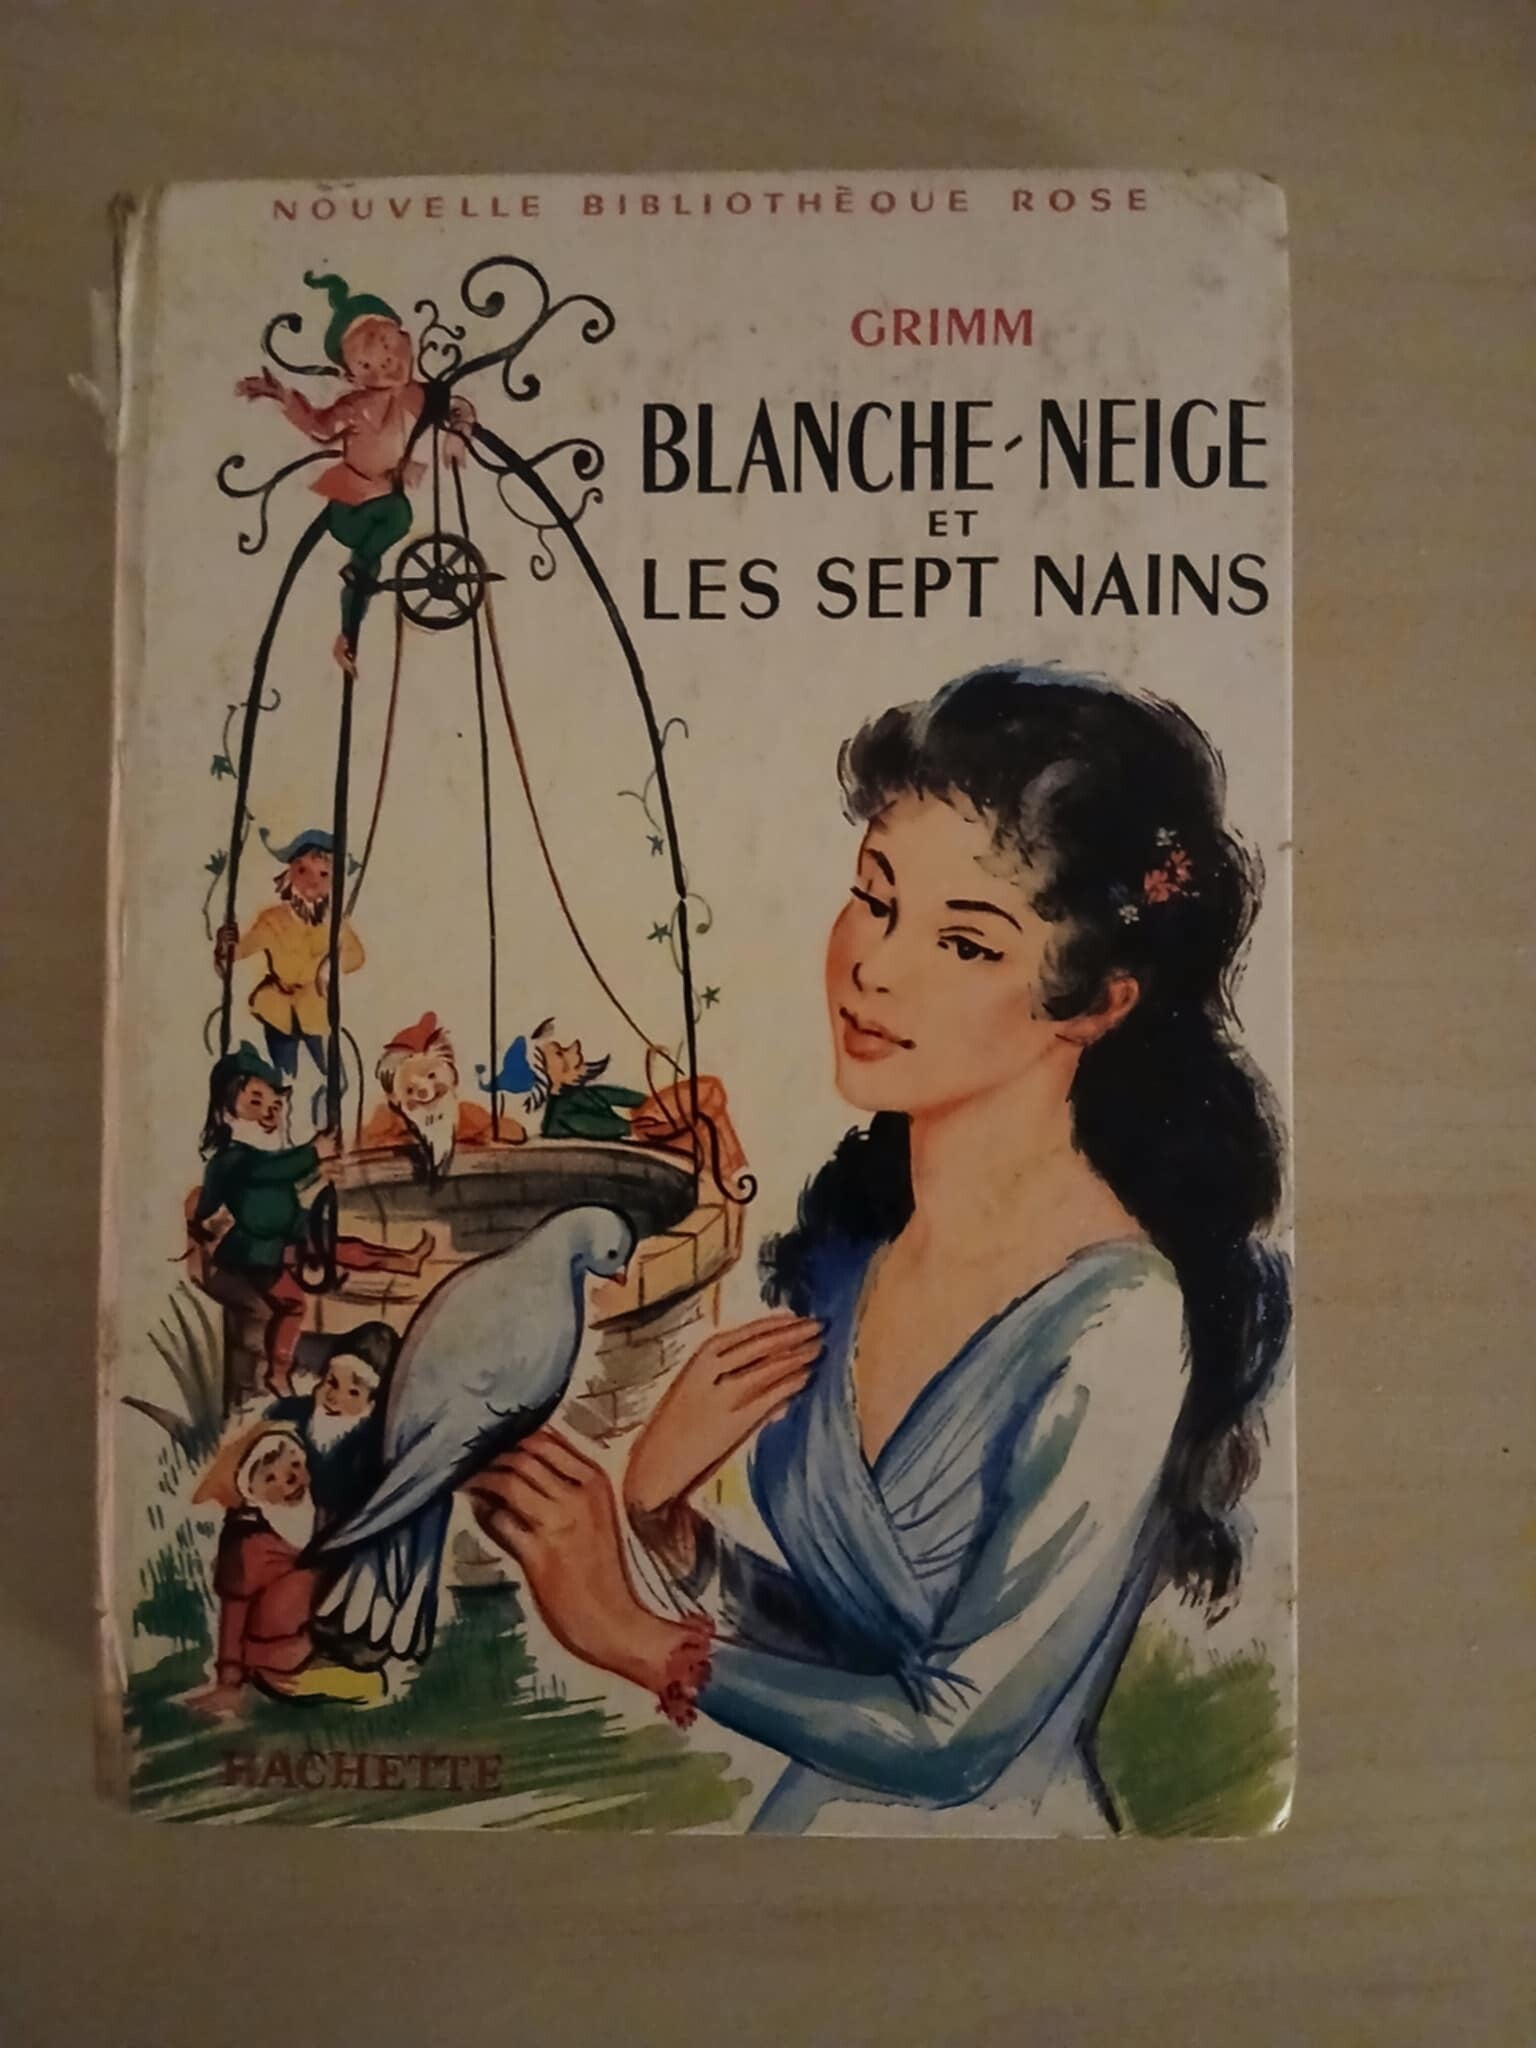 NOUVELLE BIBLIOTHÈQUE ROSE
GRIMM
BLANCHE-NEIGE
ET
LES SEPT NAINS
HACHETTE